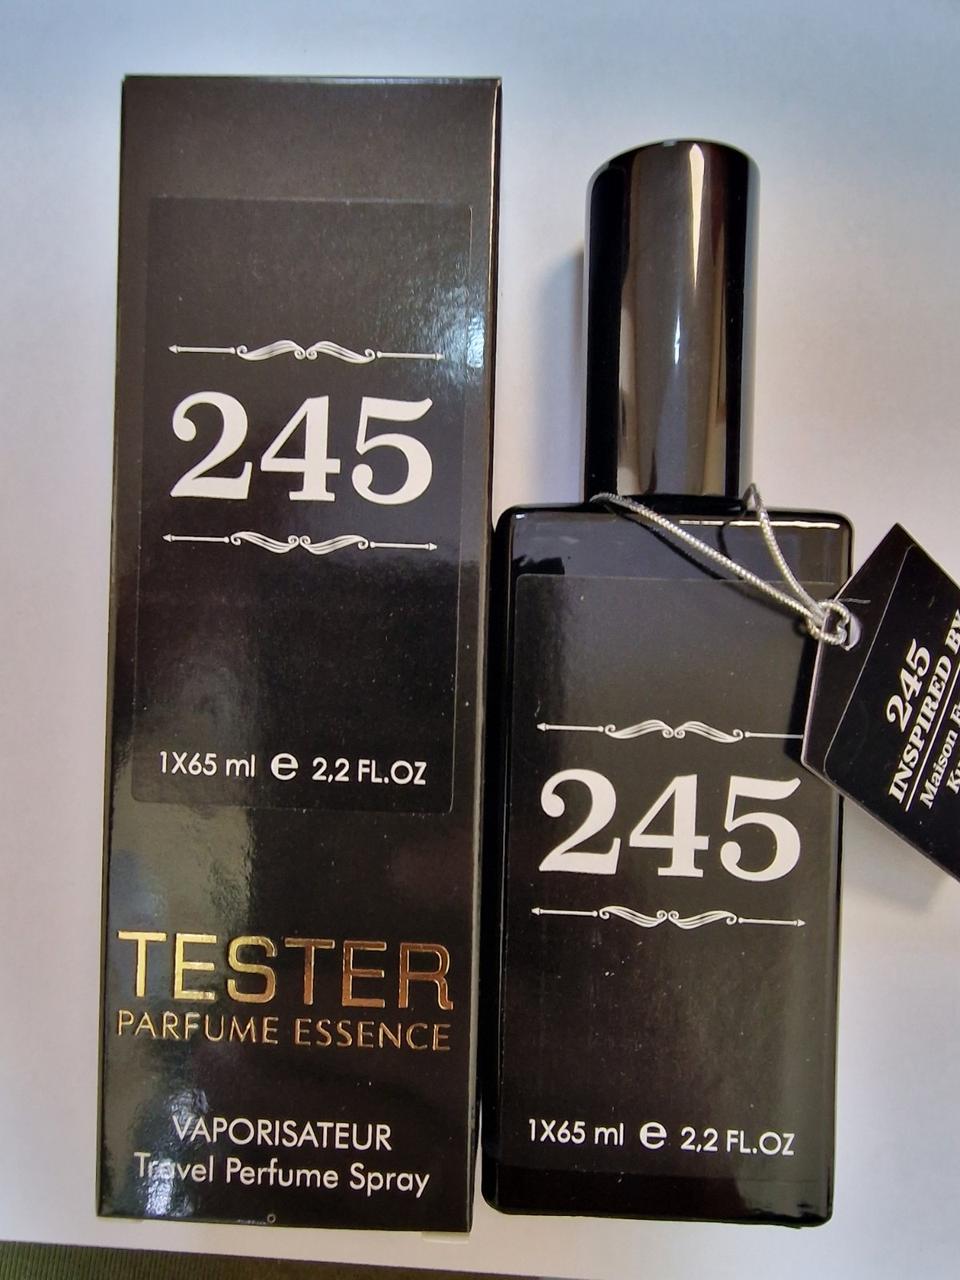 245
1X65 ml e 2,2 FL.OZ
TESTER
PARFUME ESSENCE
VAPORISATEUR
Travel Perfume Spray
245
1X65 ml e 2,2 FL.OZ
245
INSPIRED BY
Maison